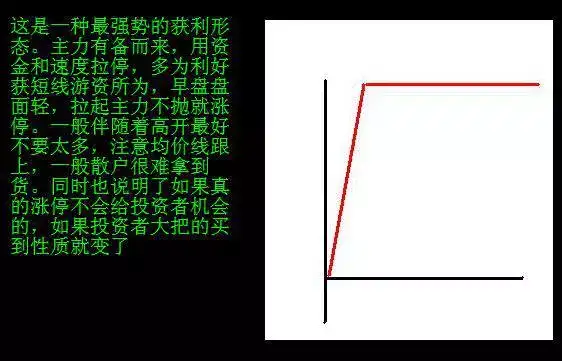 这是一种最强势的获利形
态。主力有备而来，用资
金和速度拉停，多为利好
获短线游资所为，早盘盘
面轻，拉起主力不抛就涨
停。一般伴随着高开最好
不要太多，注意均价线跟
上，一般散户很难拿到
货。同时也说明了如果真
的涨停不会给投资者机会
的，如果投资者大把的买
到性质就变了